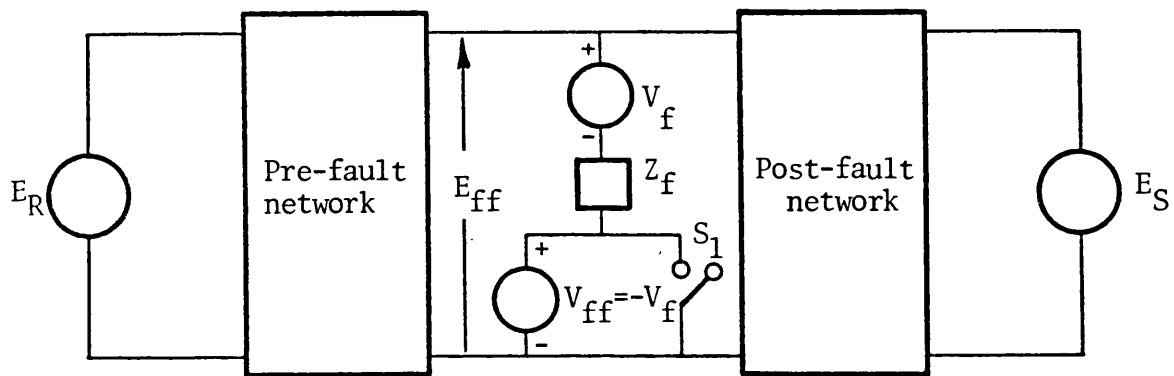 E_R
Pre-fault
network
E_ff
+
V_f
-
Z_f
+
V_ff=-V_f
-
S_1
Post-fault
network
E_S